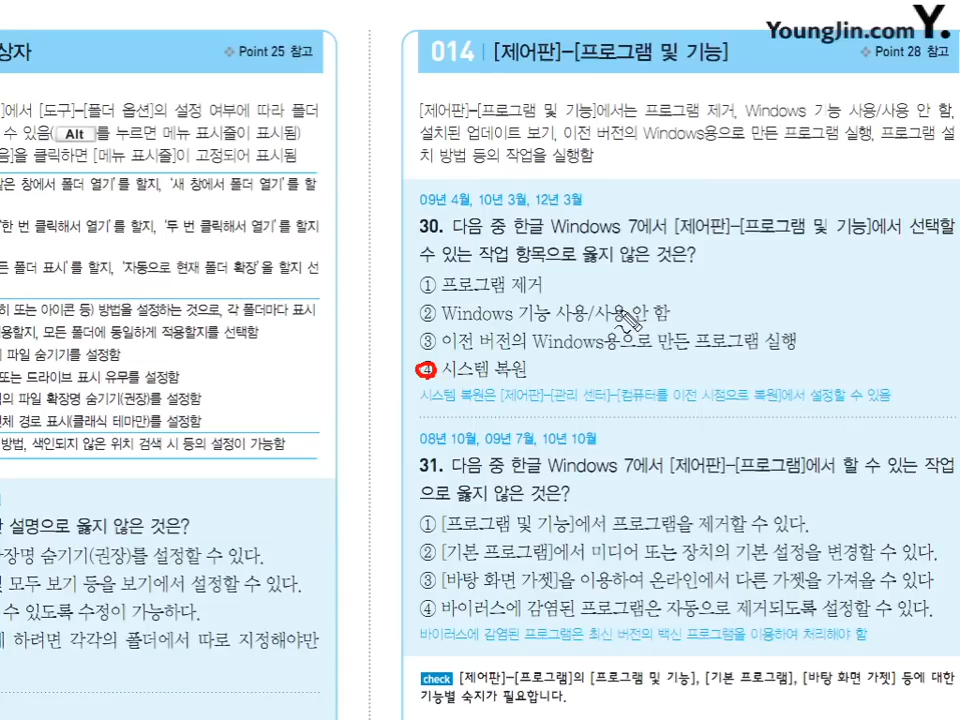 YoungJin.com Y.
상자
Point 25 참고
]에서 [도구]-[폴더 옵션]의 설정 여부에 따라 폴더
수 있음( Alt 를 누르면 메뉴 표시줄이 표시됨)
을]을 클릭하면 [메뉴 표시줄]이 고정되어 표시됨
같은 창에서 폴더 열기'를 할지, '새 창에서 폴더 열기'를 할
'한 번 클릭해서 열기'를 할지, '두 번 클릭해서 열기'를 할지
든 폴더 표시'를 할지, '자동으로 현재 폴더 확장'을 할지 선
히 또는 아이콘 등) 방법을 설정하는 것으로, 각 폴더마다 표시
용할지, 모든 폴더에 동일하게 적용할지를 선택함
파일 숨기기를 설정함
또는 드라이브 표시 유무를 설정함
의 파일 확장명 숨기기(권장)를 설정함
전체 경로 표시(클래식 테마만)를 설정함
방법, 색인되지 않은 위치 검색 시 등의 설정이 가능함
한 설명으로 옳지 않은 것은?
장명 숨기기(권장)를 설정할 수 있다.
및 모두 보기 등을 보기에서 설정할 수 있다.
수 있도록 수정이 가능하다.
게 하려면 각각의 폴더에서 따로 지정해야만
014 [제어판]-[프로그램 및 기능]
Point 28 참고
[제어판]-[프로그램 및 기능]에서는 프로그램 제거, Windows 기능 사용/사용 안 함,
설치된 업데이트 보기, 이전 버전의 Windows용으로 만든 프로그램 실행, 프로그램 설
치 방법 등의 작업을 실행함
09년 4월, 10년 3월, 12년 3월
30. 다음 중 한글 Windows 7에서 [제어판]-[프로그램 및 기능]에서 선택할
수 있는 작업 항목으로 옳지 않은 것은?
① 프로그램 제거
② Windows 기능 사용/사용 안 함
③ 이전 버전의 Windows용으로 만든 프로그램 실행
④ 시스템 복원
시스템 복원은 [제어판]-[관리 센터]-[컴퓨터를 이전 시점으로 복원]에서 설정할 수 있음
08년 10월, 09년 7월, 10년 10월
31. 다음 중 한글 Windows 7에서 [제어판]-[프로그램]에서 할 수 있는 작업
으로 옳지 않은 것은?
① [프로그램 및 기능]에서 프로그램을 제거할 수 있다.
② [기본 프로그램]에서 미디어 또는 장치의 기본 설정을 변경할 수 있다.
③ [바탕 화면 가젯]을 이용하여 온라인에서 다른 가젯을 가져올 수 있다
④ 바이러스에 감염된 프로그램은 자동으로 제거되도록 설정할 수 있다.
바이러스에 감염된 프로그램은 최신 버전의 백신 프로그램을 이용하여 처리해야 함
check [제어판]-[프로그램]의 [프로그램 및 기능], [기본 프로그램], [바탕 화면 가젯] 등에 대한
기능별 숙지가 필요합니다.